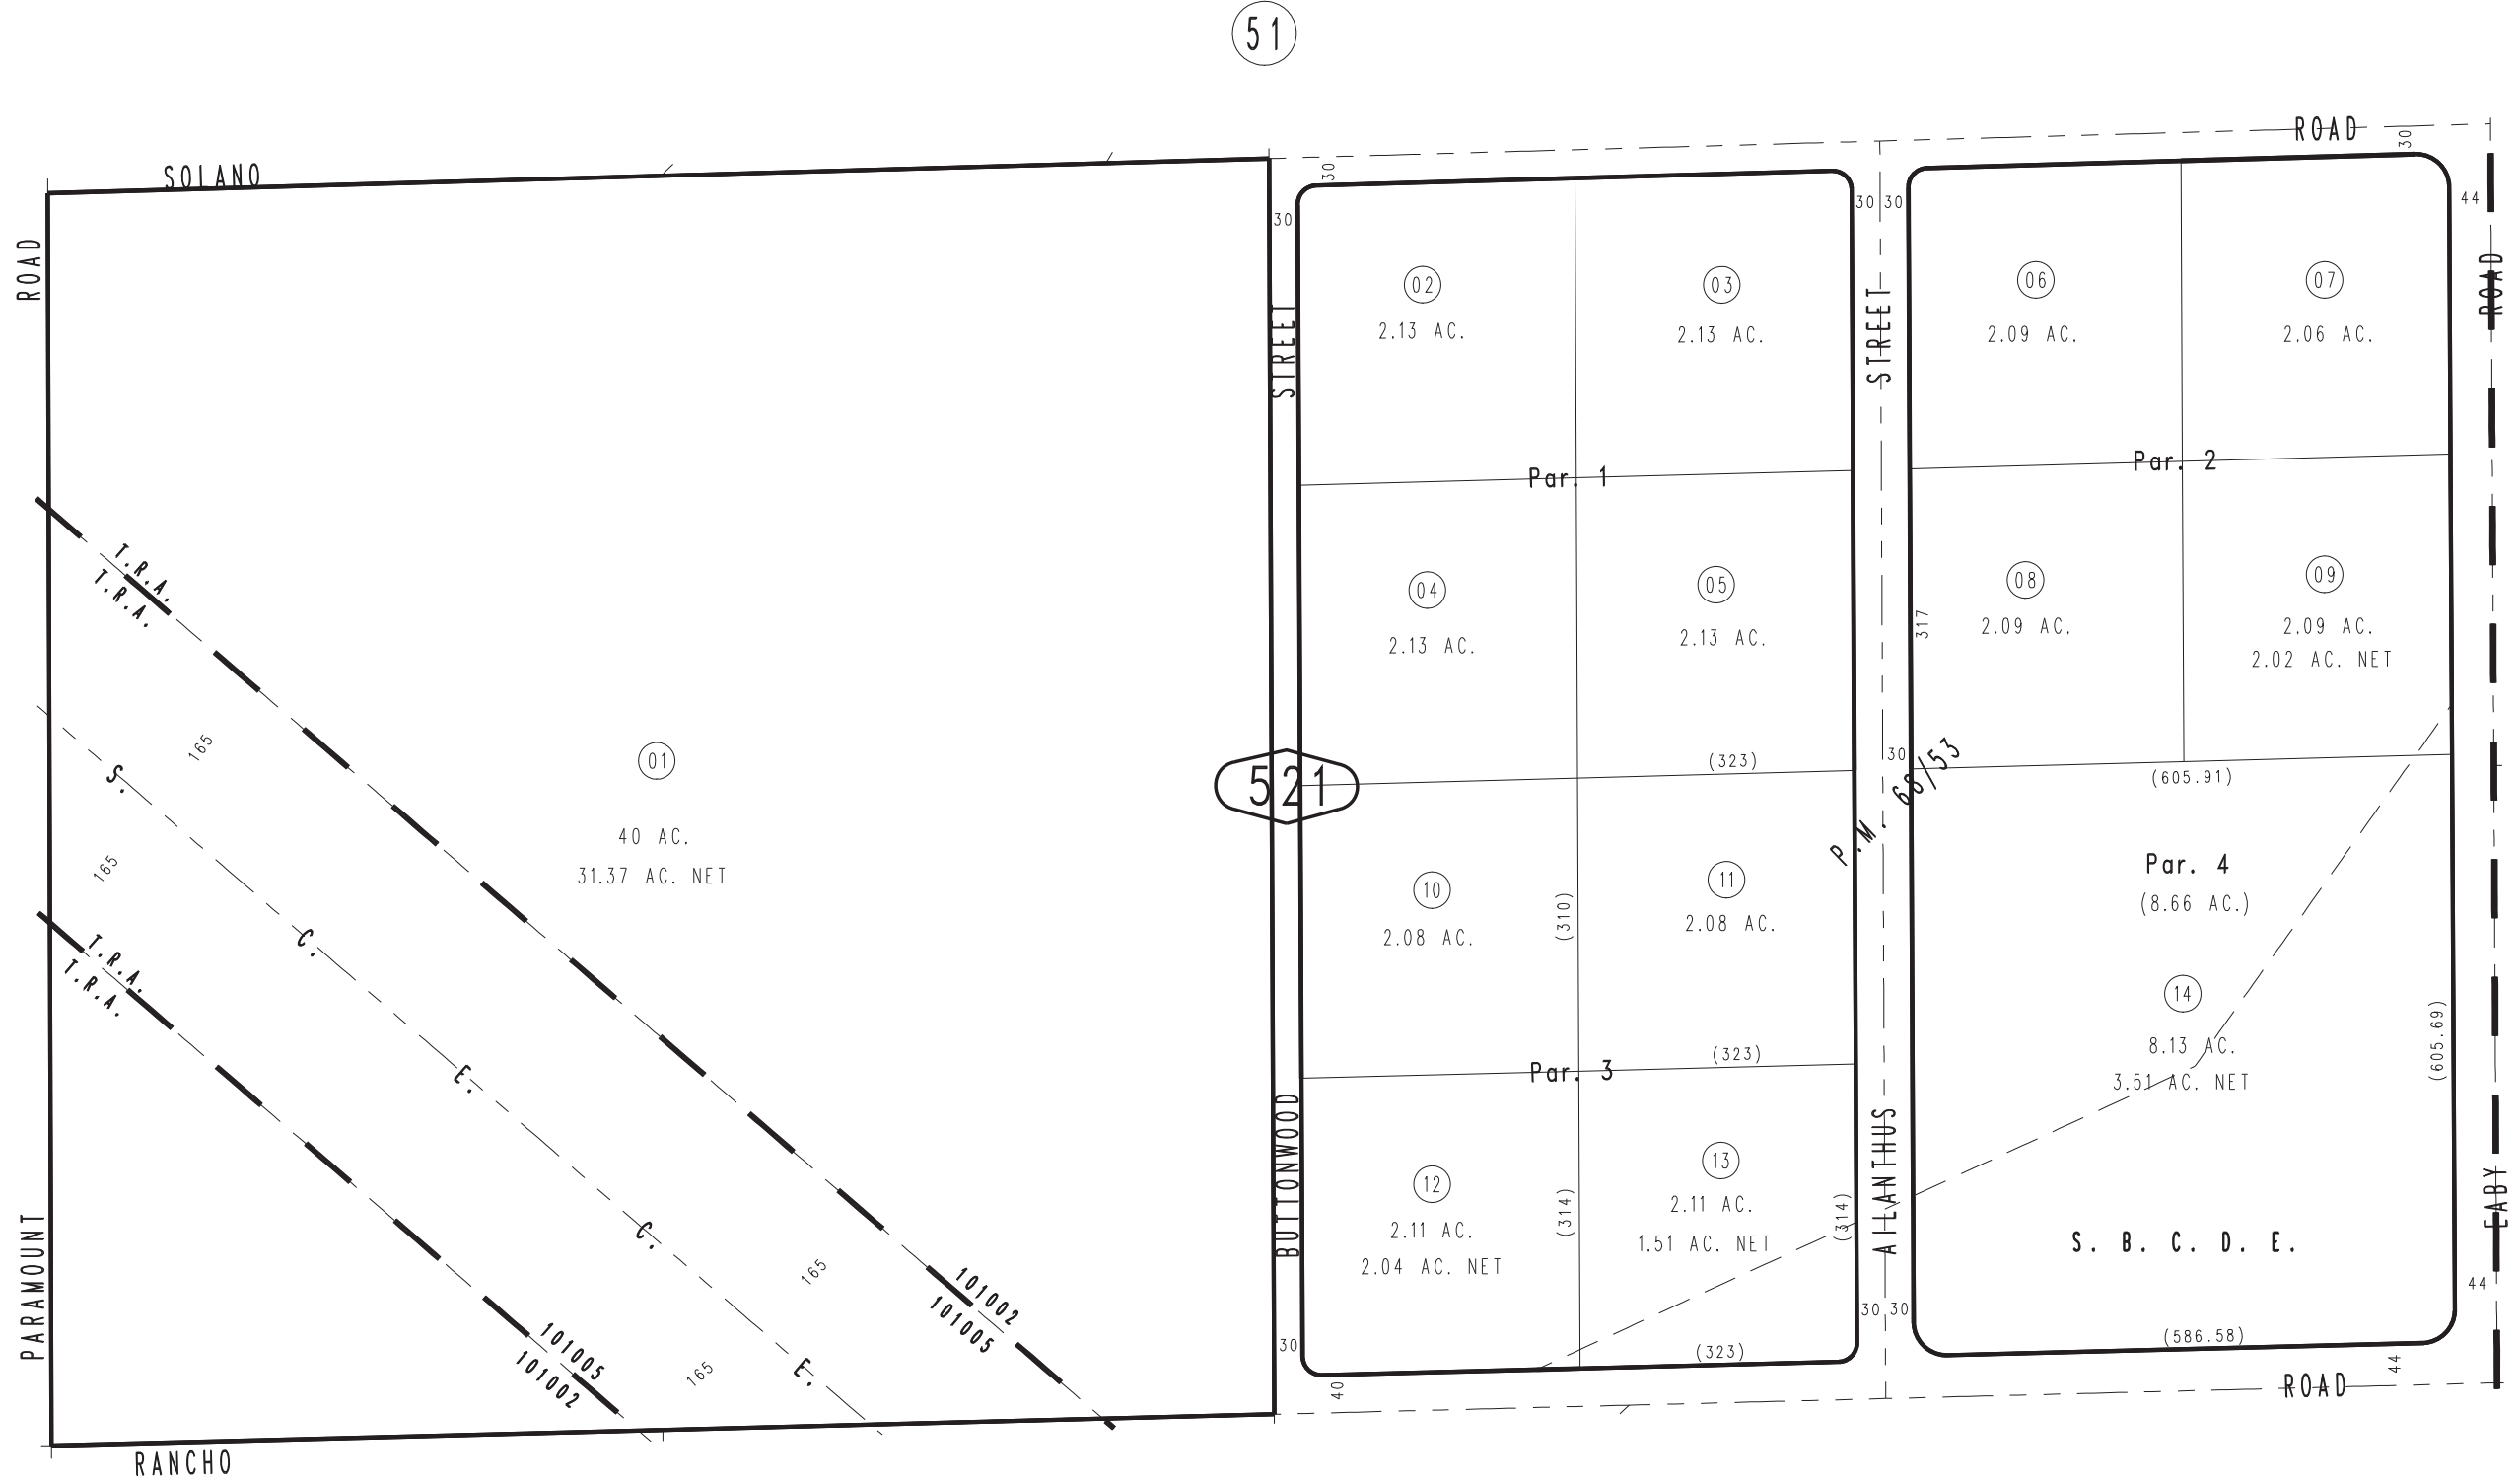 51
SOLANO
ROAD
ROAD
30
30
30
30 30
44
ROAD
STREET
STREET
ROAD
02
2.13 AC.
03
2.13 AC.
06
2.09 AC.
07
2.06 AC.
Par. 1
Par. 2
T.R.A.
T.R.A.
04
2.13 AC.
05
2.13 AC.
317
08
2.09 AC.
09
2.09 AC.
2.02 AC. NET
165
165
S. C. E. C. E.
01
40 AC.
31.37 AC. NET
521
(323)
30
P.M. 68/53
(605.91)
Par. 4
(8.66 AC.)
10
2.08 AC.
(310)
11
2.08 AC.
14
8.13 AC.
3.51 AC. NET
(605.69)
T.R.A.
T.R.A.
(323)
Par. 3
BUTTONWOOD
12
2.11 AC.
2.04 AC. NET
(314)
13
2.11 AC.
1.51 AC. NET
(314)
AILANTHUS
S. B. C. D. E.
EABY
44
PARAMOUNT
165
165
101002
101005
101005
101002
30
30 30
(323)
(586.58)
40
44
ROAD
RANCHO